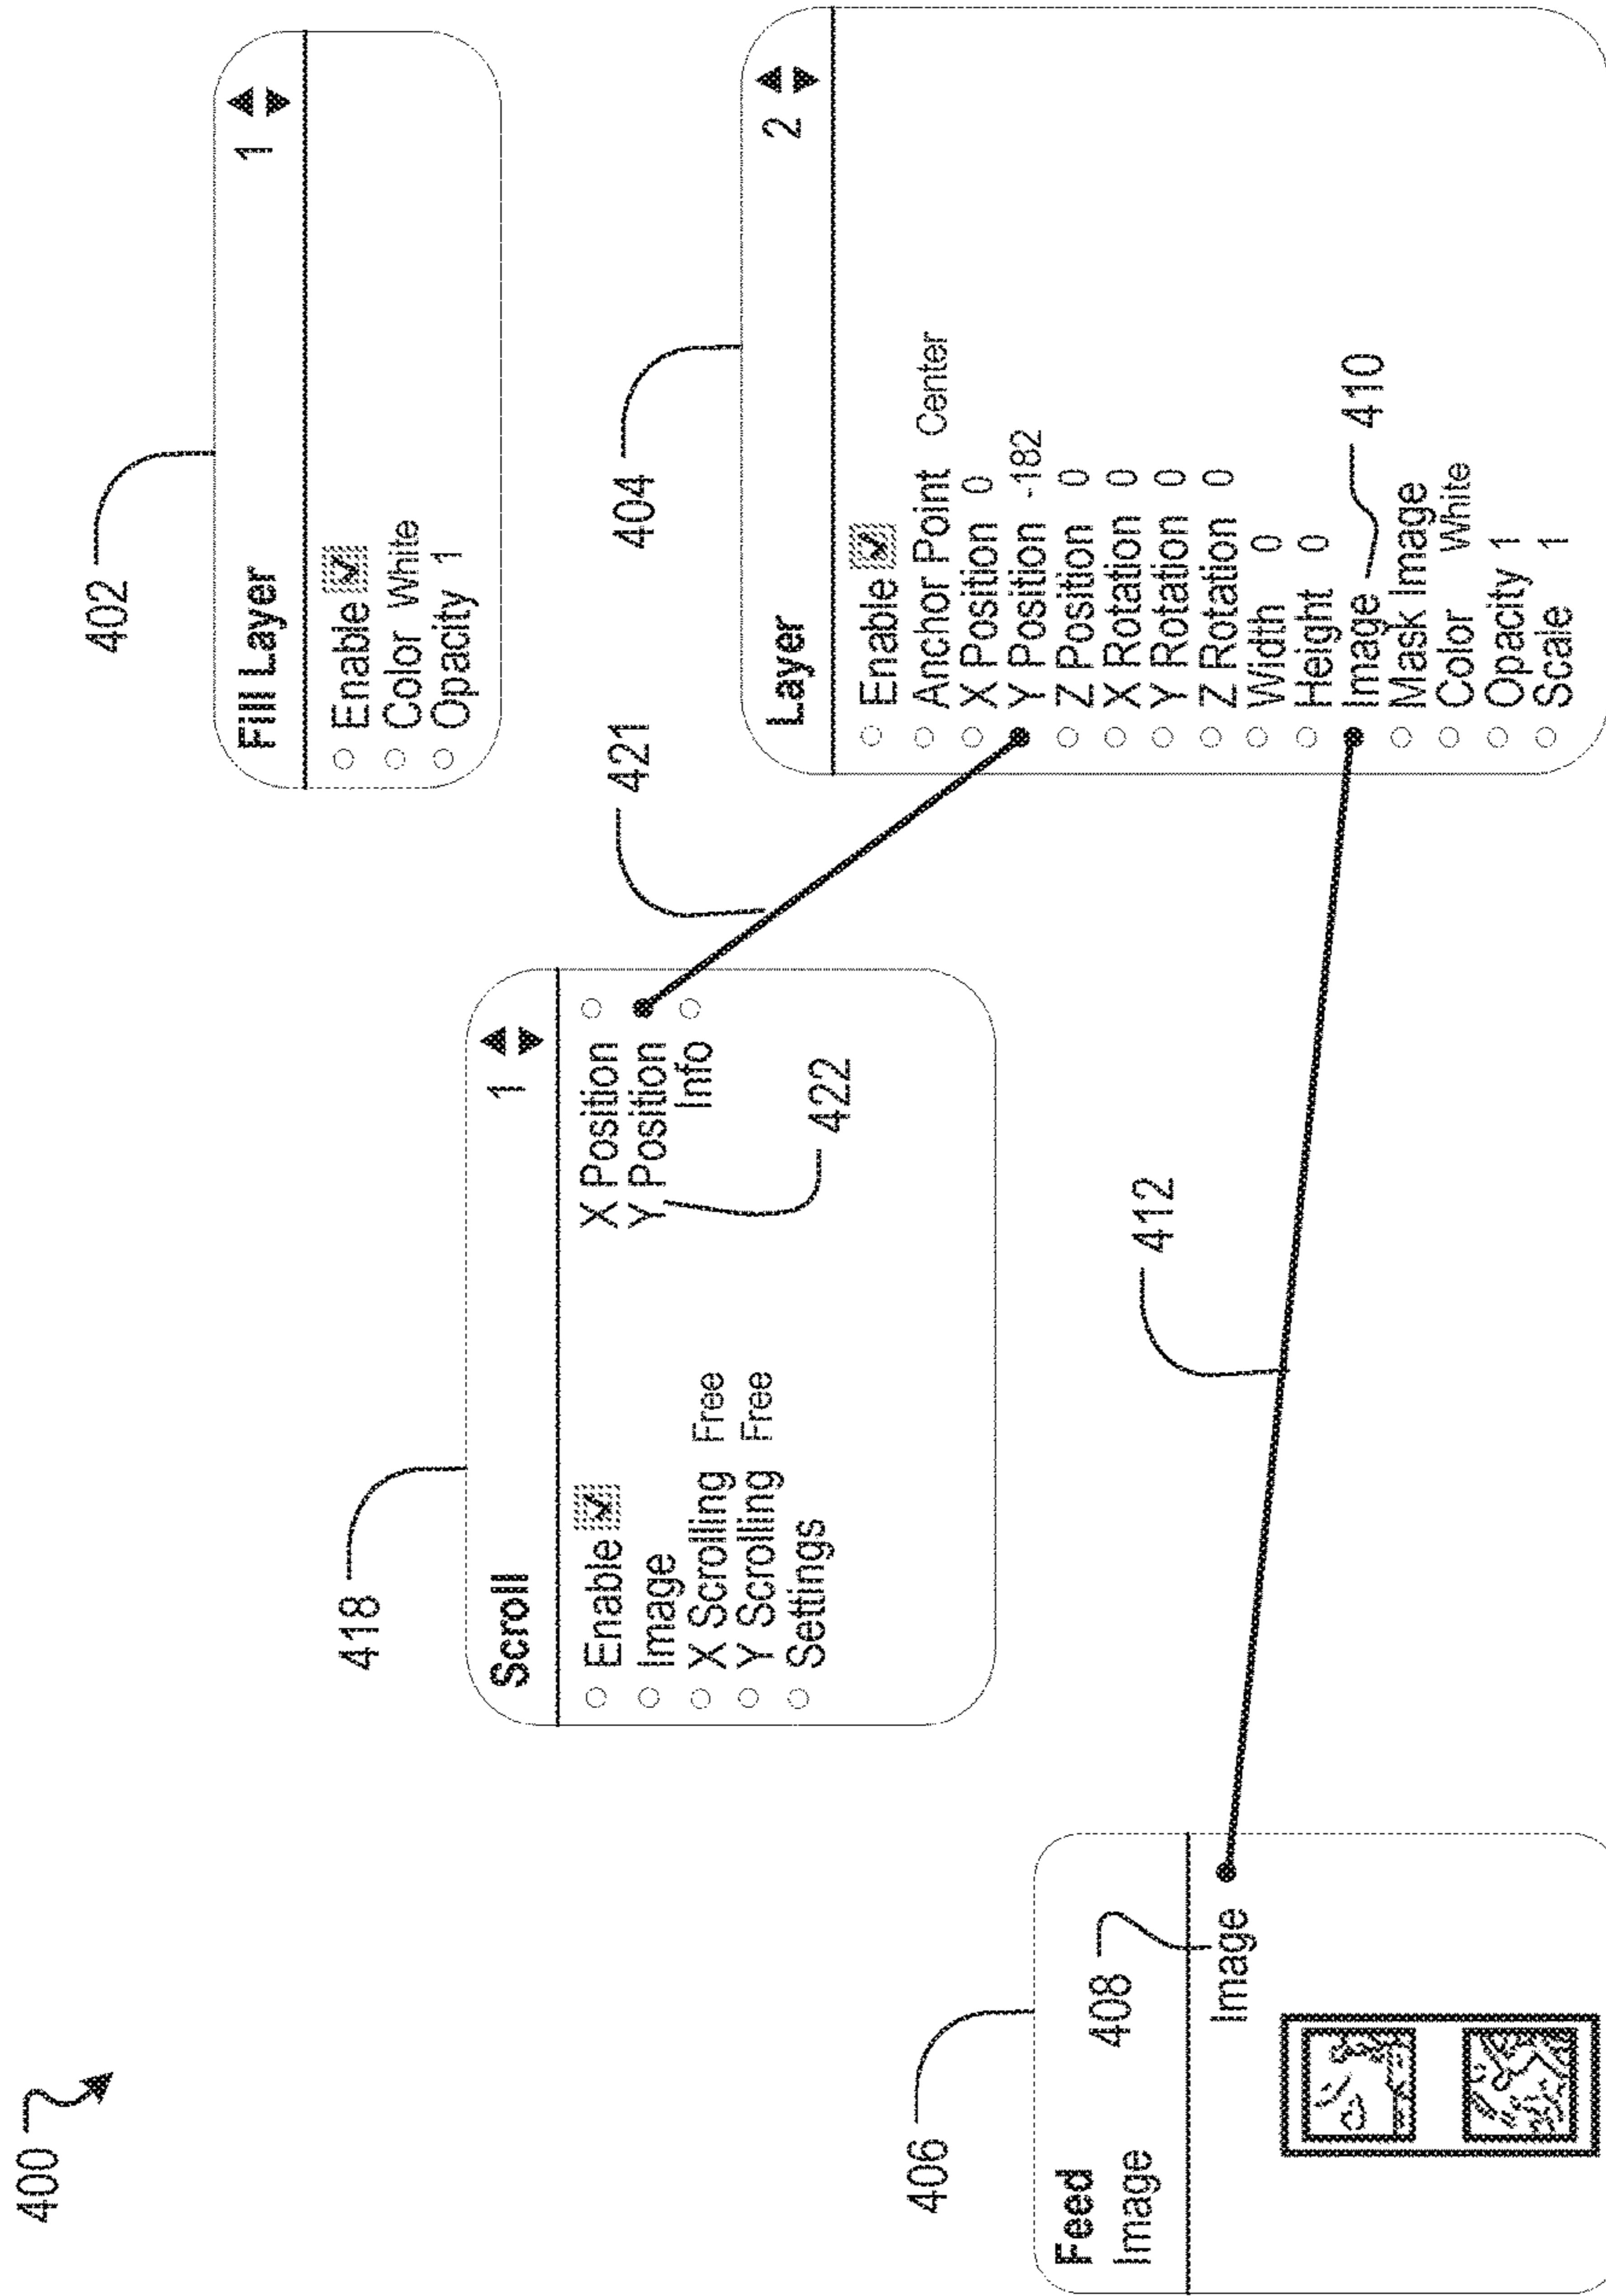 400
402
Fill Layer 1
Enable
Color White
Opacity 1
404
Layer 2
Enable
Anchor Point Center
X Position 0
Y Position -182
Z Position 0
X Rotation 0
Y Rotation 0
Z Rotation 0
Width 0
Height 0
Image
Mask Image
Color White
Opacity 1
Scale 1
410
418
Scroll 1
Enable X Position
Image Y Position
X Scrolling Free Info
Y Scrolling Free
Settings
422
421
412
406
Feed
Image
408
Image